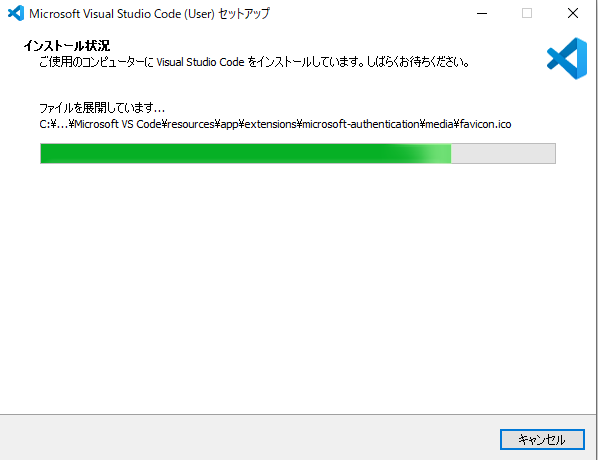 Microsoft Visual Studio Code (User) セットアップ
インストール状況
ご使用のコンピューターに Visual Studio Code をインストールしています。しばらくお待ちください。
ファイルを展開しています...
C:¥...¥Microsoft VS Code¥resources¥app¥extensions¥microsoft-authentication¥media¥favicon.ico
キャンセル